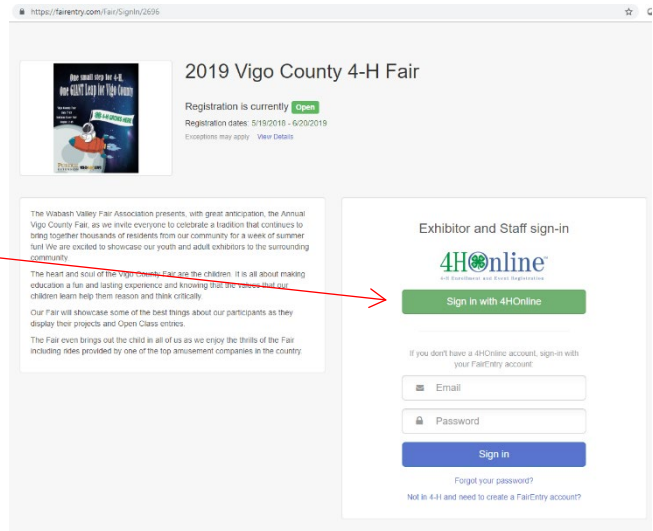 https://fairentry.com/Fair/SignIn/2696
One small step for 4-H,
One GIANT Leap for Vigo County
2019 Vigo County 4-H Fair
Registration is currently Open
Registration dates: 5/19/2018 - 6/20/2019
Exceptions may apply View Details
The Wabash Valley Fair Association presents, with great anticipation, the Annual
Vigo County Fair, as we invite everyone to celebrate a tradition that continues to
bring together thousands of residents from our community for a week of summer
fun! We are excited to showcase our youth and adult exhibitors to the surrounding
community.
The heart and soul of the Vigo County Fair are the children. It is all about making
education a fun and lasting experience and knowing that the values that our
children learn help them reason and think critically.
Our Fair will showcase some of the best things about our participants as they
display their projects and Open Class entries.
The Fair even brings out the child in all of us as we enjoy the thrills of the Fair
including rides provided by one of the top amusement companies in the country.
Exhibitor and Staff sign-in
4HOnline
4-H Enrollment and Event Registration
Sign in with 4HOnline
If you don't have a 4HOnline account, sign-in with
your FairEntry account
Email
Password
Sign in
Forgot your password?
Not in 4-H and need to create a FairEntry account?